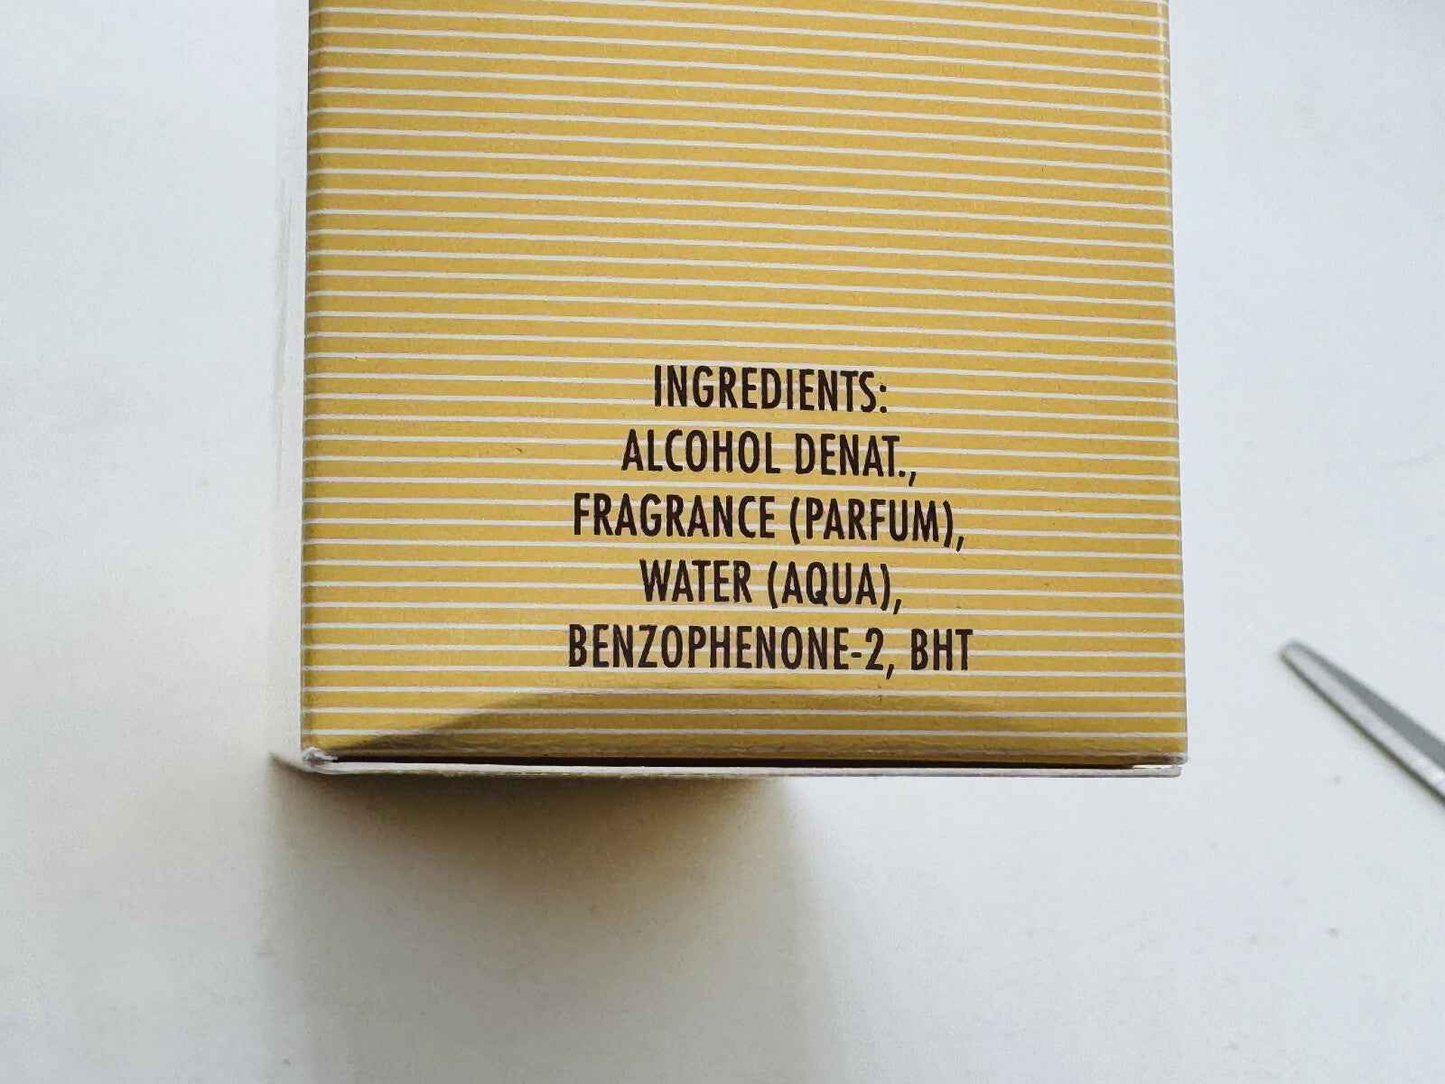 INGREDIENTS:
ALCOHOL DENAT.,
FRAGRANCE (PARFUM),
WATER (AQUA),
BENZOPHENONE-2, BHT